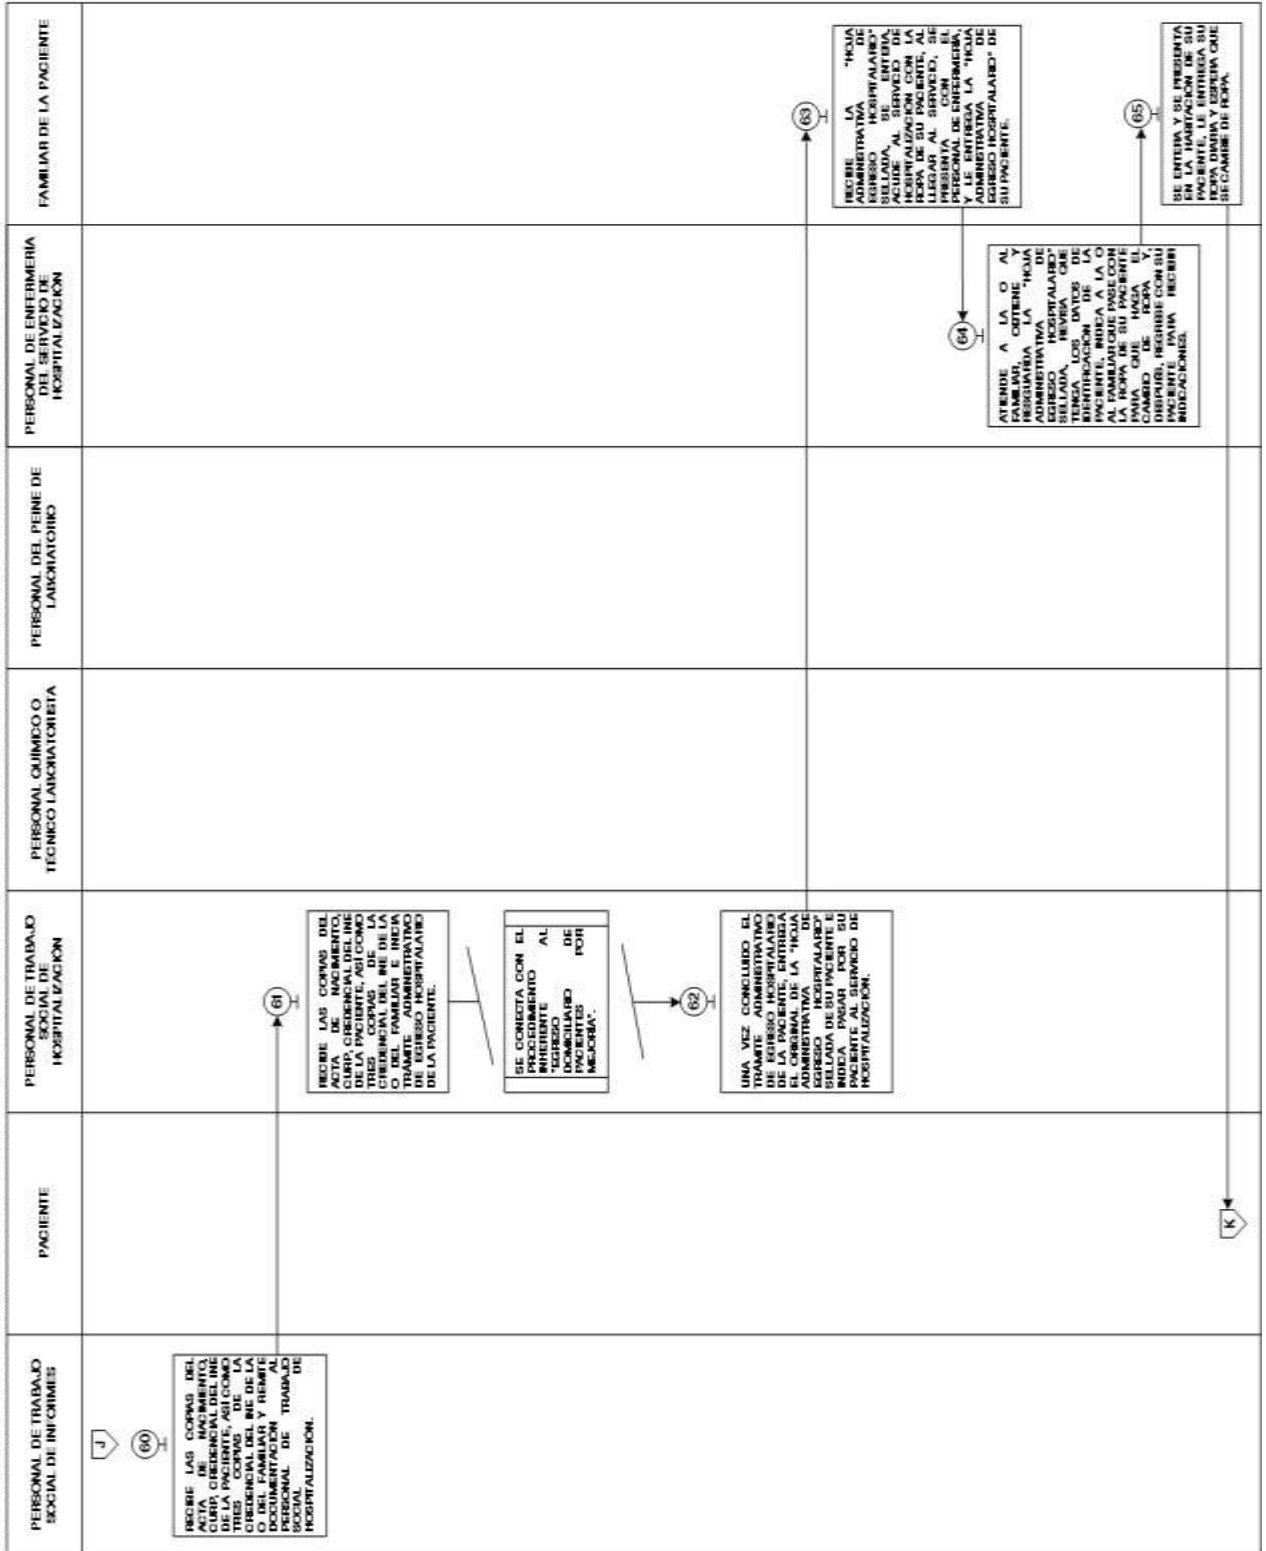 PERSONAL DE TRABAJO
SOCIAL DE INFORMES
PACIENTE
PERSONAL DE TRABAJO
SOCIAL DE
HOSPITALIZACIÓN
PERSONAL QUÍMICO O
TÉCNICO LABORATORISTA
PERSONAL DEL PEINE DE
LABORATORIO
PERSONAL DE ENFERMERÍA
DEL SERVICIO DE
HOSPITALIZACIÓN
FAMILIAR DE LA PACIENTE
J
60
RECIBE LAS COPIAS DEL
ACTA DE NACIMIENTO,
CURP, CREDENCIAL DEL INE
DE LA PACIENTE, ASÍ COMO
TRES COPIAS DE LA
CREDENCIAL DEL INE DE LA
O DEL FAMILIAR Y REMITE
DOCUMENTACIÓN AL
PERSONAL DE TRABAJO
SOCIAL DE
HOSPITALIZACIÓN.
61
RECIBE LAS COPIAS DEL
ACTA DE NACIMIENTO,
CURP, CREDENCIAL DEL INE
DE LA PACIENTE, ASÍ COMO
TRES COPIAS DE LA
CREDENCIAL DEL INE DE LA
O DEL FAMILIAR E INICIA
TRÁMITE ADMINISTRATIVO
DE EGRESO HOSPITALARIO
DE LA PACIENTE.
SE CONECTA CON EL
PROCEDIMIENTO
INHERENTE AL
"EGRESO
DOMICILIARIO DE
PACIENTES POR
MEJORÍA".
62
UNA VEZ CONCLUIDO EL
TRÁMITE ADMINISTRATIVO
DE EGRESO HOSPITALARIO
DE LA PACIENTE, ENTREGA
EL ORIGINAL DE LA "HOJA
ADMINISTRATIVA DE
EGRESO HOSPITALARIO"
SELLADA DE SU PACIENTE E
INDICA PASAR POR SU
PACIENTE AL SERVICIO DE
HOSPITALIZACIÓN.
63
RECIBE LA "HOJA
ADMINISTRATIVA DE
EGRESO HOSPITALARIO"
SELLADA, SE ENTERA,
ACUDE AL SERVICIO DE
HOSPITALIZACIÓN CON LA
ROPA DE SU PACIENTE, AL
LLEGAR AL SERVICIO, SE
PRESENTA CON EL
PERSONAL DE ENFERMERÍA,
Y LE ENTREGA LA "HOJA
ADMINISTRATIVA DE
EGRESO HOSPITALARIO" DE
SU PACIENTE.
64
ATIENDE A LA O AL
FAMILIAR, OBTIENE Y
RESGUARDA LA "HOJA
ADMINISTRATIVA DE
EGRESO HOSPITALARIO"
SELLADA, REVISA QUE
TENGA LOS DATOS DE
IDENTIFICACIÓN DE LA
PACIENTE, INDICA A LA O
AL FAMILIAR QUE PASE CON
LA ROPA DE SU PACIENTE
PARA QUE HAGA EL
CAMBIO DE ROPA Y,
DESPUÉS, REGRESE CON SU
PACIENTE PARA RECIBIR
INDICACIONES.
65
SE ENTERA Y SE PRESENTA
EN LA HABITACIÓN DE SU
PACIENTE, LE ENTREGA SU
ROPA DIARIA Y ESPERA QUE
SE CAMBIE DE ROPA.
K